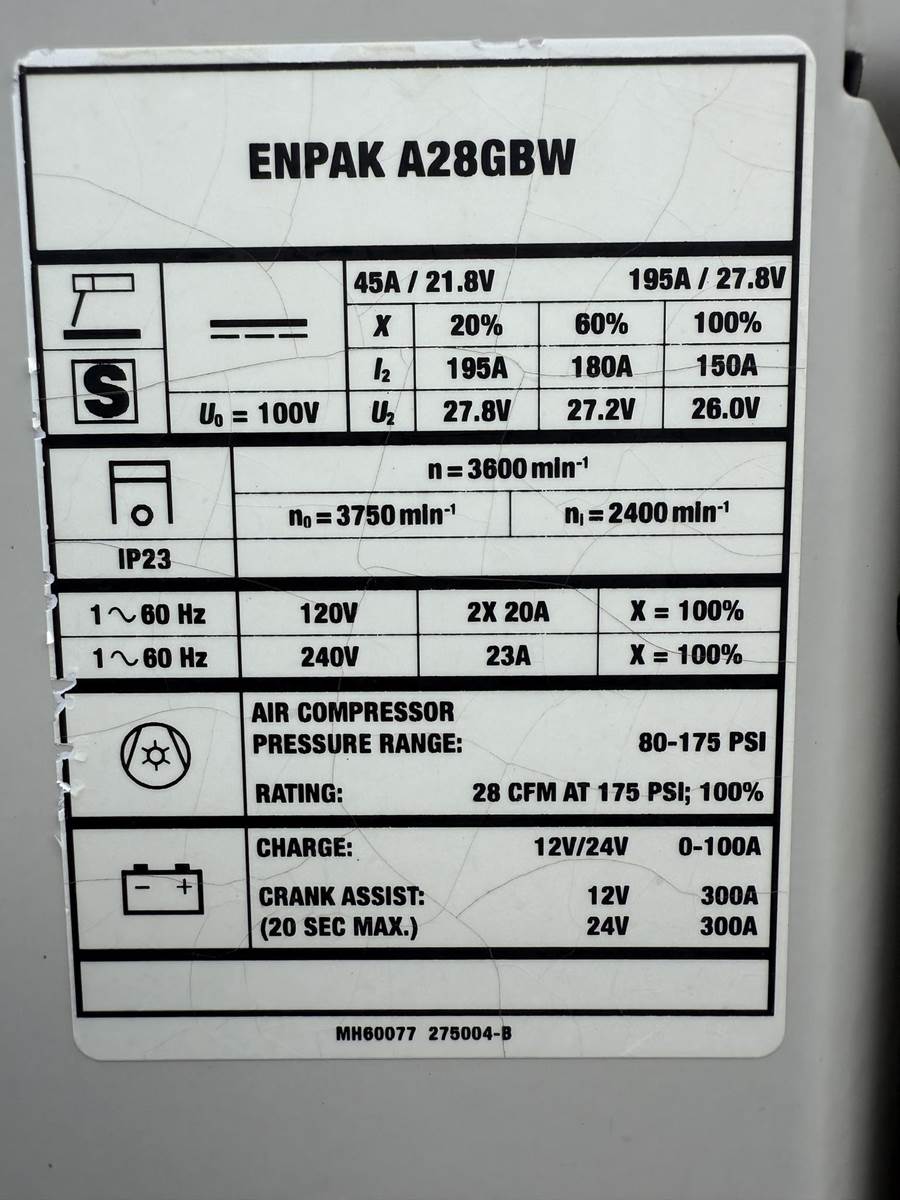 ENPAK A28GBW
45A / 21.8V 195A / 27.8V
X 20% 60% 100%
I2 195A 180A 150A
S
U0 = 100V U2 27.8V 27.2V 26.0V
n = 3600 min-1
n0 = 3750 min-1 ni = 2400 min-1
IP23
1~60 Hz 120V 2X 20A X = 100%
1~60 Hz 240V 23A X = 100%
AIR COMPRESSOR
PRESSURE RANGE: 80-175 PSI
RATING: 28 CFM AT 175 PSI; 100%
CHARGE: 12V/24V 0-100A
- +
CRANK ASSIST: 12V 300A
(20 SEC MAX.) 24V 300A
MH60077 275004-B